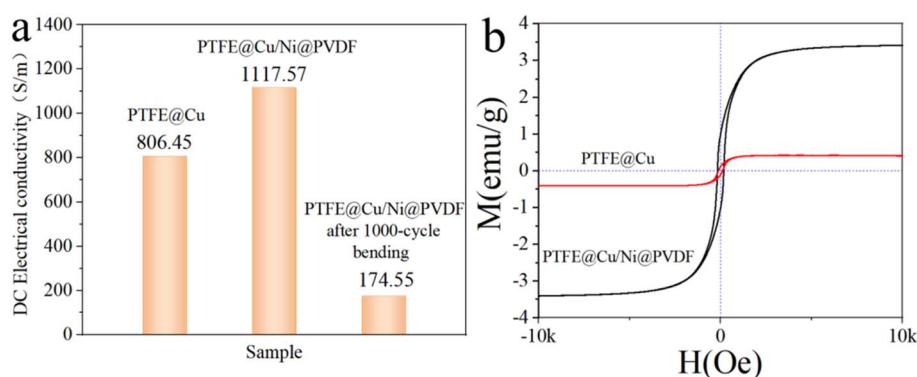 a
DC Electrical conductivity（S/m）
1400
1200
1000
800
600
400
200
0
PTFE@Cu
806.45
PTFE@Cu/Ni@PVDF
1117.57
PTFE@Cu/Ni@PVDF
after 1000-cycle
bending
174.55
Sample
b
M(emu/g)
4
3
2
1
0
-1
-2
-3
-4
PTFE@Cu
PTFE@Cu/Ni@PVDF
-10k
0
10k
H(Oe)